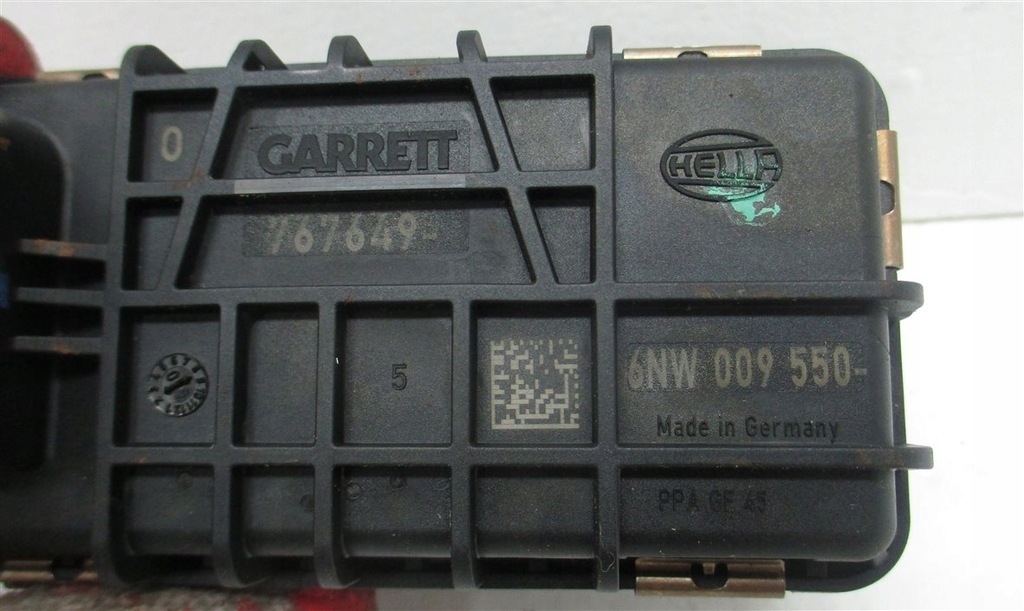 0
GARRETT
HELLA
767649-
5
6NW 009 550-
Made in Germany
PPA GF 45